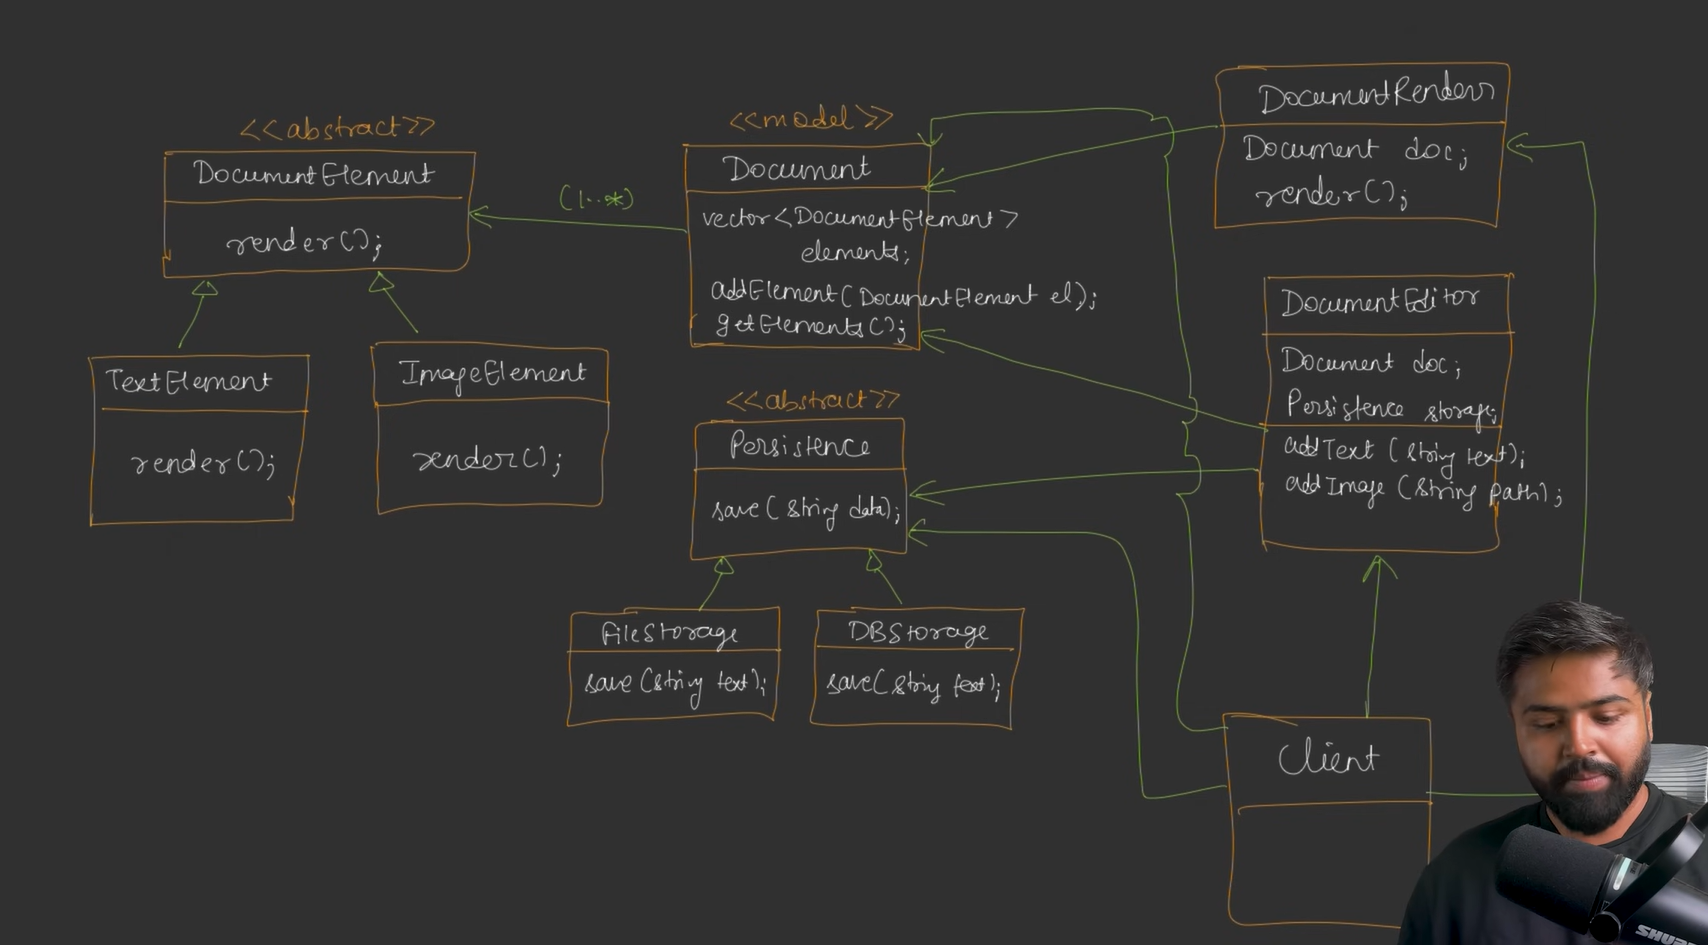 <<abstract>>
DocumentElement
render();
TextElement
render();
ImageElement
render();
(1..*)
<<model>>
Document
vector<DocumentElement>
elements;
addElement(DocumentElement el);
getElements();
<<abstract>>
Persistence
save(string data);
FileStorage
save(string text);
DBStorage
save(string text);
DocumentRenders
Document doc;
render();
DocumentEditor
Document doc;
Persistence storage;
addText (string text);
addImage (string path);
Client